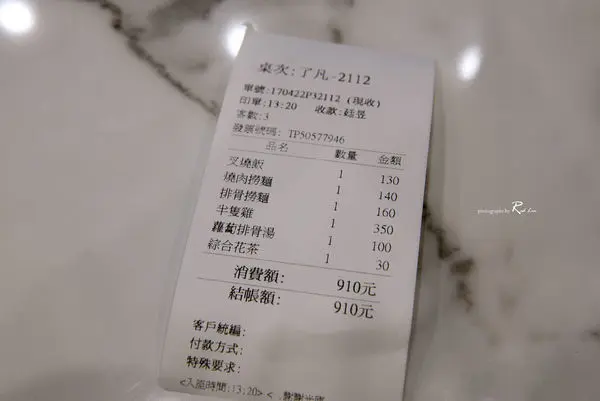 桌次:了凡-2112
單號:170422P32112 (現收)
印單:13:20 收款:廷昱
客數:3
發票號碼: TP50577946
品名 數量 金額
叉燒飯 1 130
燒肉撈麵 1 140
排骨撈麵 1 160
半隻雞 1 350
蘿蔔排骨湯 1 100
綜合花茶 1 30
消費額: 910元
結帳額: 910元
客戶統編:
付款方式:
特殊要求:
<入座時間:13:20> <
photographs by